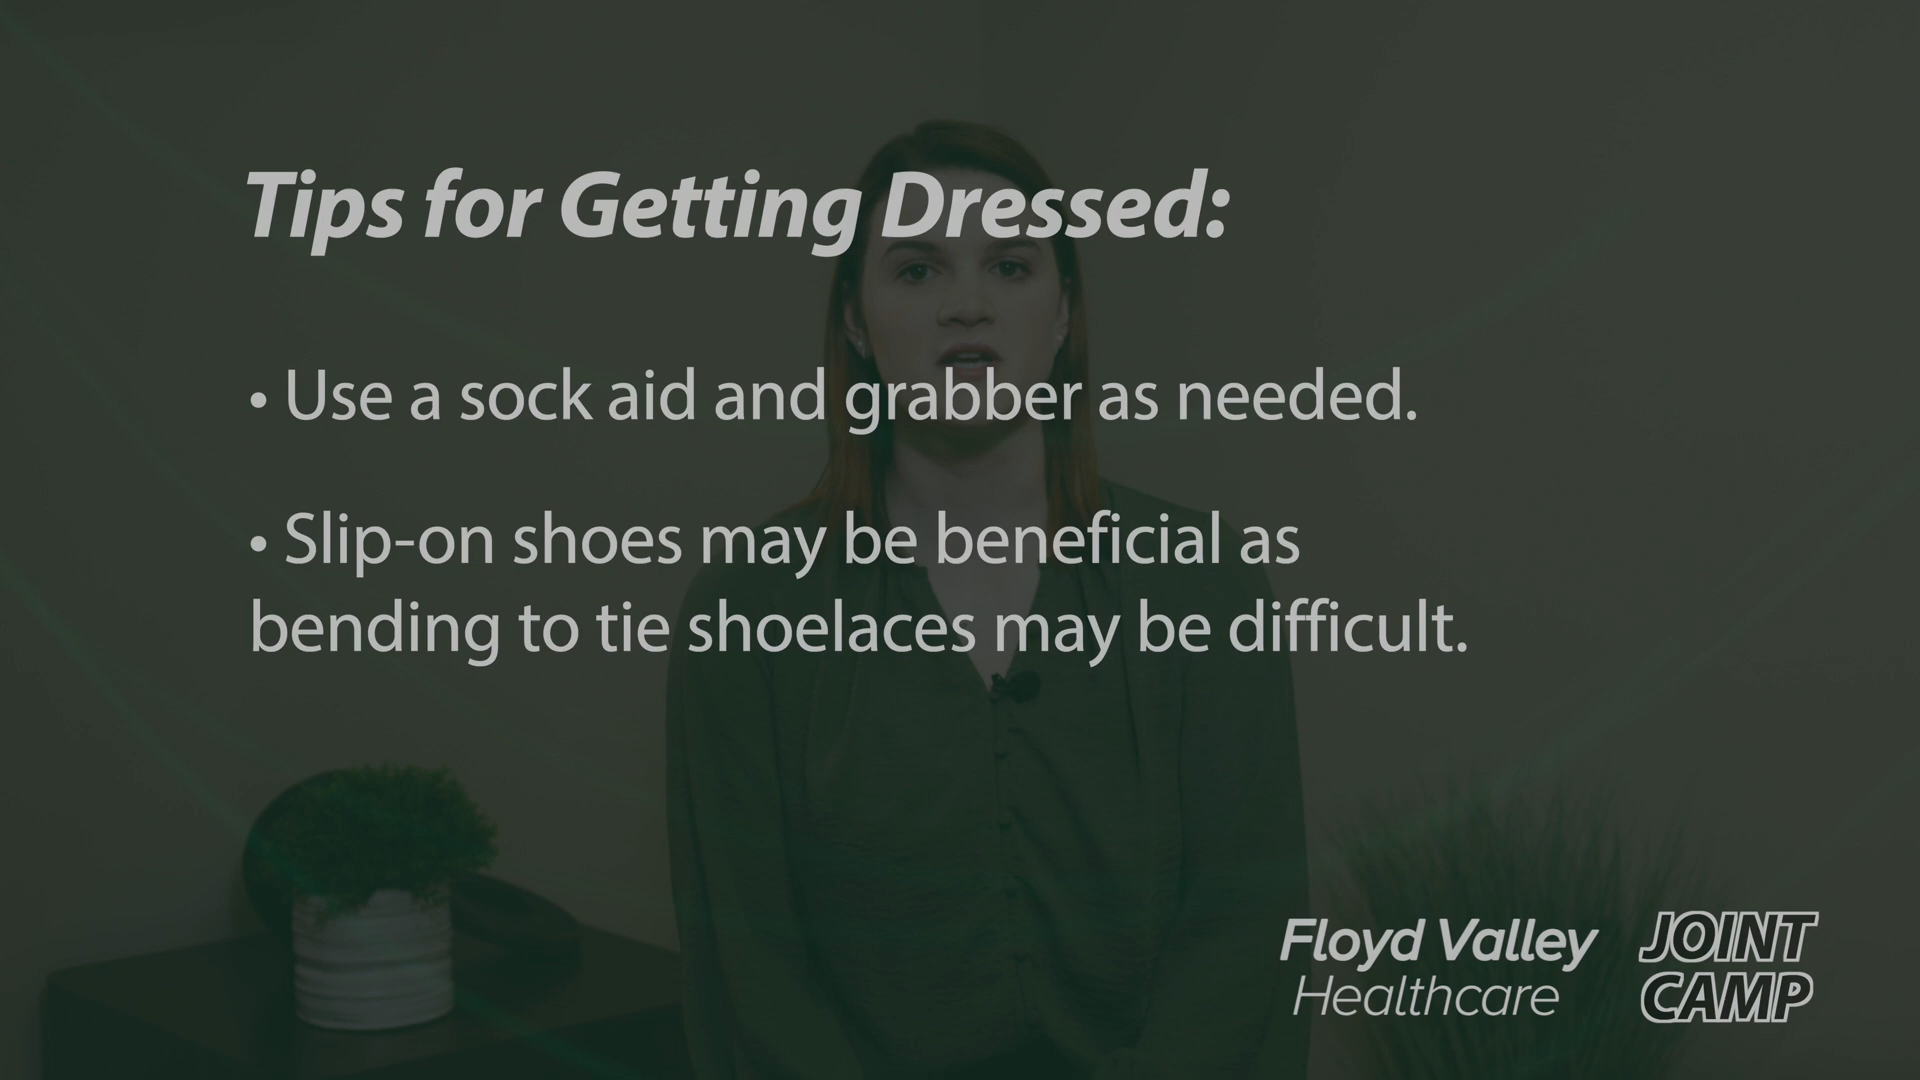 Tips for Getting Dressed:
• Use a sock aid and grabber as needed.
• Slip-on shoes may be beneficial as
bending to tie shoelaces may be difficult.
Floyd Valley
Healthcare
JOINT
CAMP